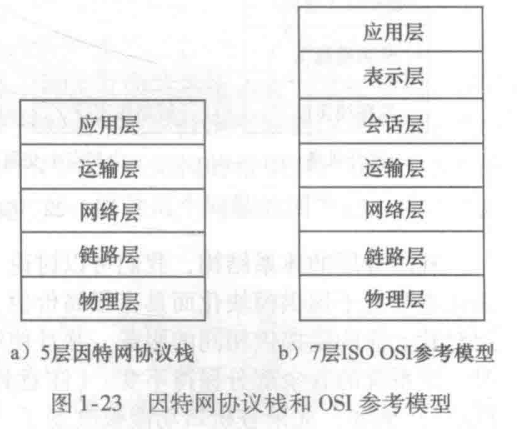 应用层
运输层
网络层
链路层
物理层
a）5层因特网协议栈
应用层
表示层
会话层
运输层
网络层
链路层
物理层
b）7层ISO OSI参考模型
图 1-23 因特网协议栈和 OSI 参考模型